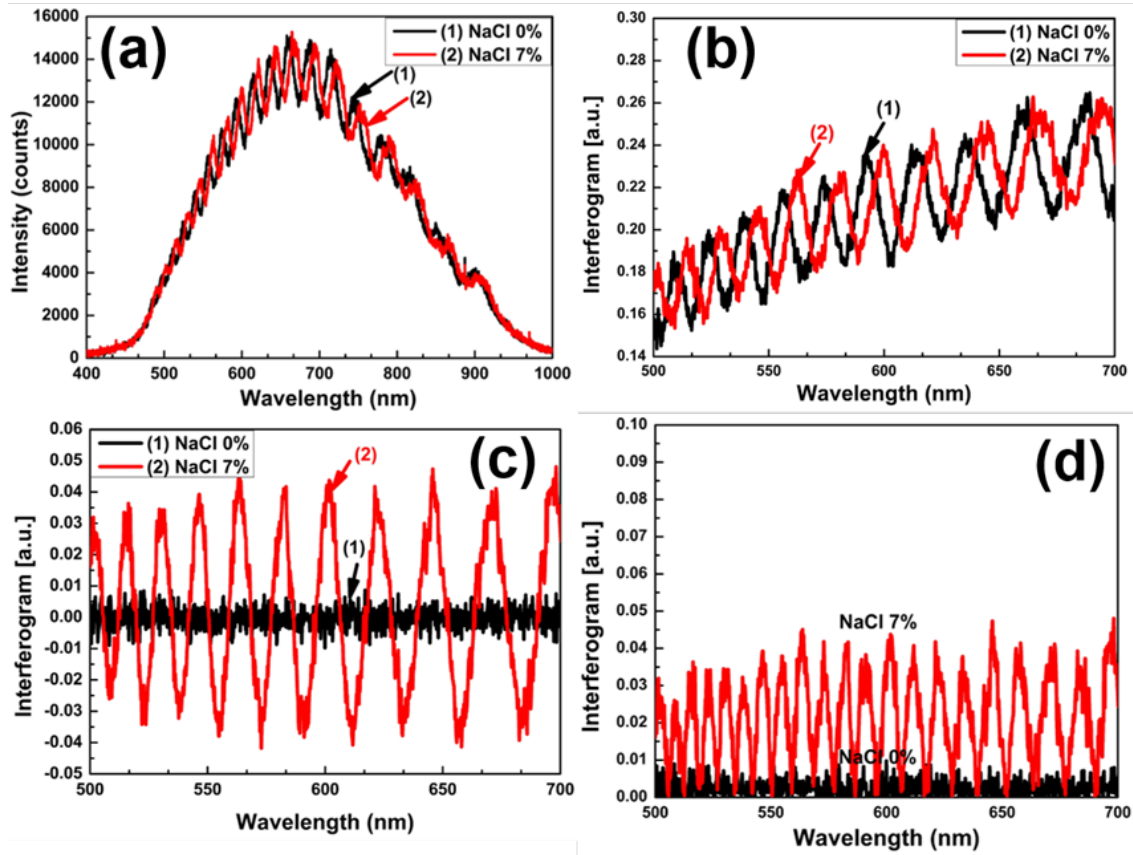 (a)
(1) NaCl 0%
(2) NaCl 7%
(1)
(2)
16000
14000
12000
10000
8000
6000
4000
2000
0
Intensity (counts)
400 500 600 700 800 900 1000
Wavelength (nm)
(b)
(1) NaCl 0%
(2) NaCl 7%
(2)
(1)
0.30
0.26
0.22
0.20
0.18
0.16
0.14
Interferogram [a.u.]
500 550 600 650 700
Wavelength (nm)
(c)
(1) NaCl 0%
(2) NaCl 7%
(2)
(1)
0.06
0.05
0.04
0.03
0.02
0.01
0.00
-0.01
-0.02
-0.03
-0.04
-0.05
Interferogram [a.u.]
500 550 600 650 700
Wavelength (nm)
(d)
NaCl 7%
NaCl 0%
0.10
0.09
0.08
0.07
0.06
0.05
0.04
0.03
0.02
0.01
0.00
Interferogram [a.u.]
500 550 600 650 700
Wavelength (nm)